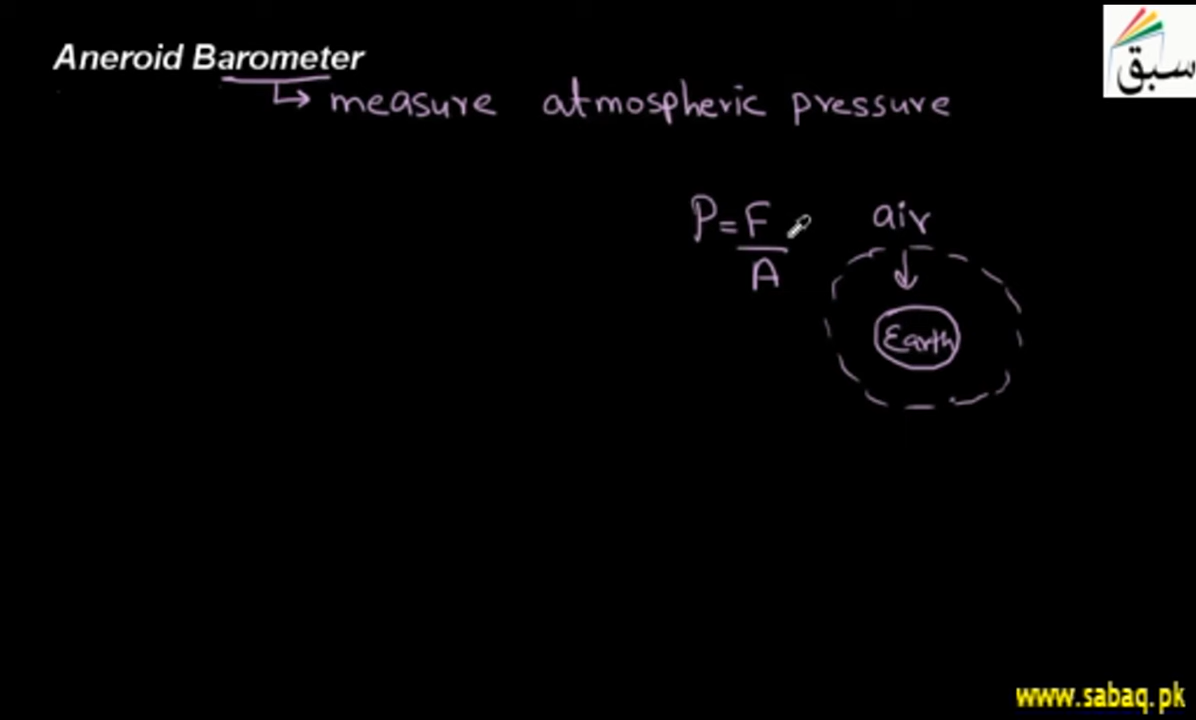 Aneroid Barometer
سبق
↳ measure atmospheric pressure
P = F / A
air
Earth
www.sabaq.pk